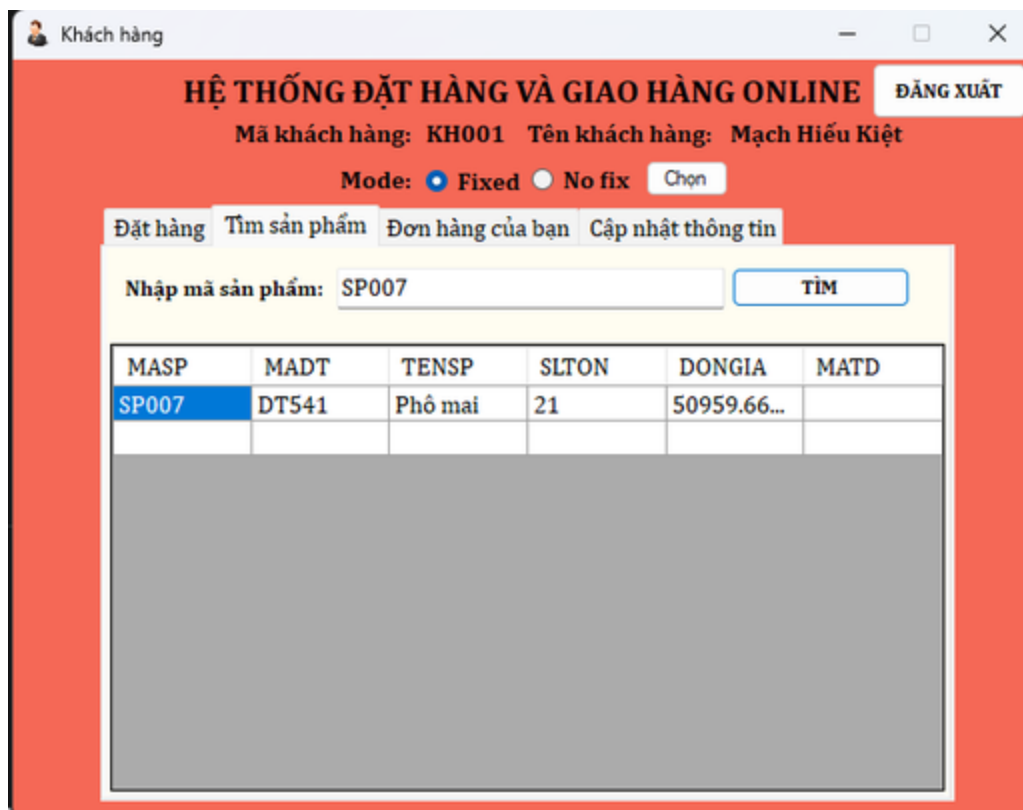 Khách hàng
HỆ THỐNG ĐẶT HÀNG VÀ GIAO HÀNG ONLINE ĐĂNG XUẤT
Mã khách hàng: KH001 Tên khách hàng: Mạch Hiếu Kiệt
Mode: Fixed No fix Chọn
Đặt hàng Tìm sản phẩm Đơn hàng của bạn Cập nhật thông tin
Nhập mã sản phẩm: SP007 TÌM
MASP MADT TENSP SLTON DONGIA MATD
SP007 DT541 Phô mai 21 50959.66...